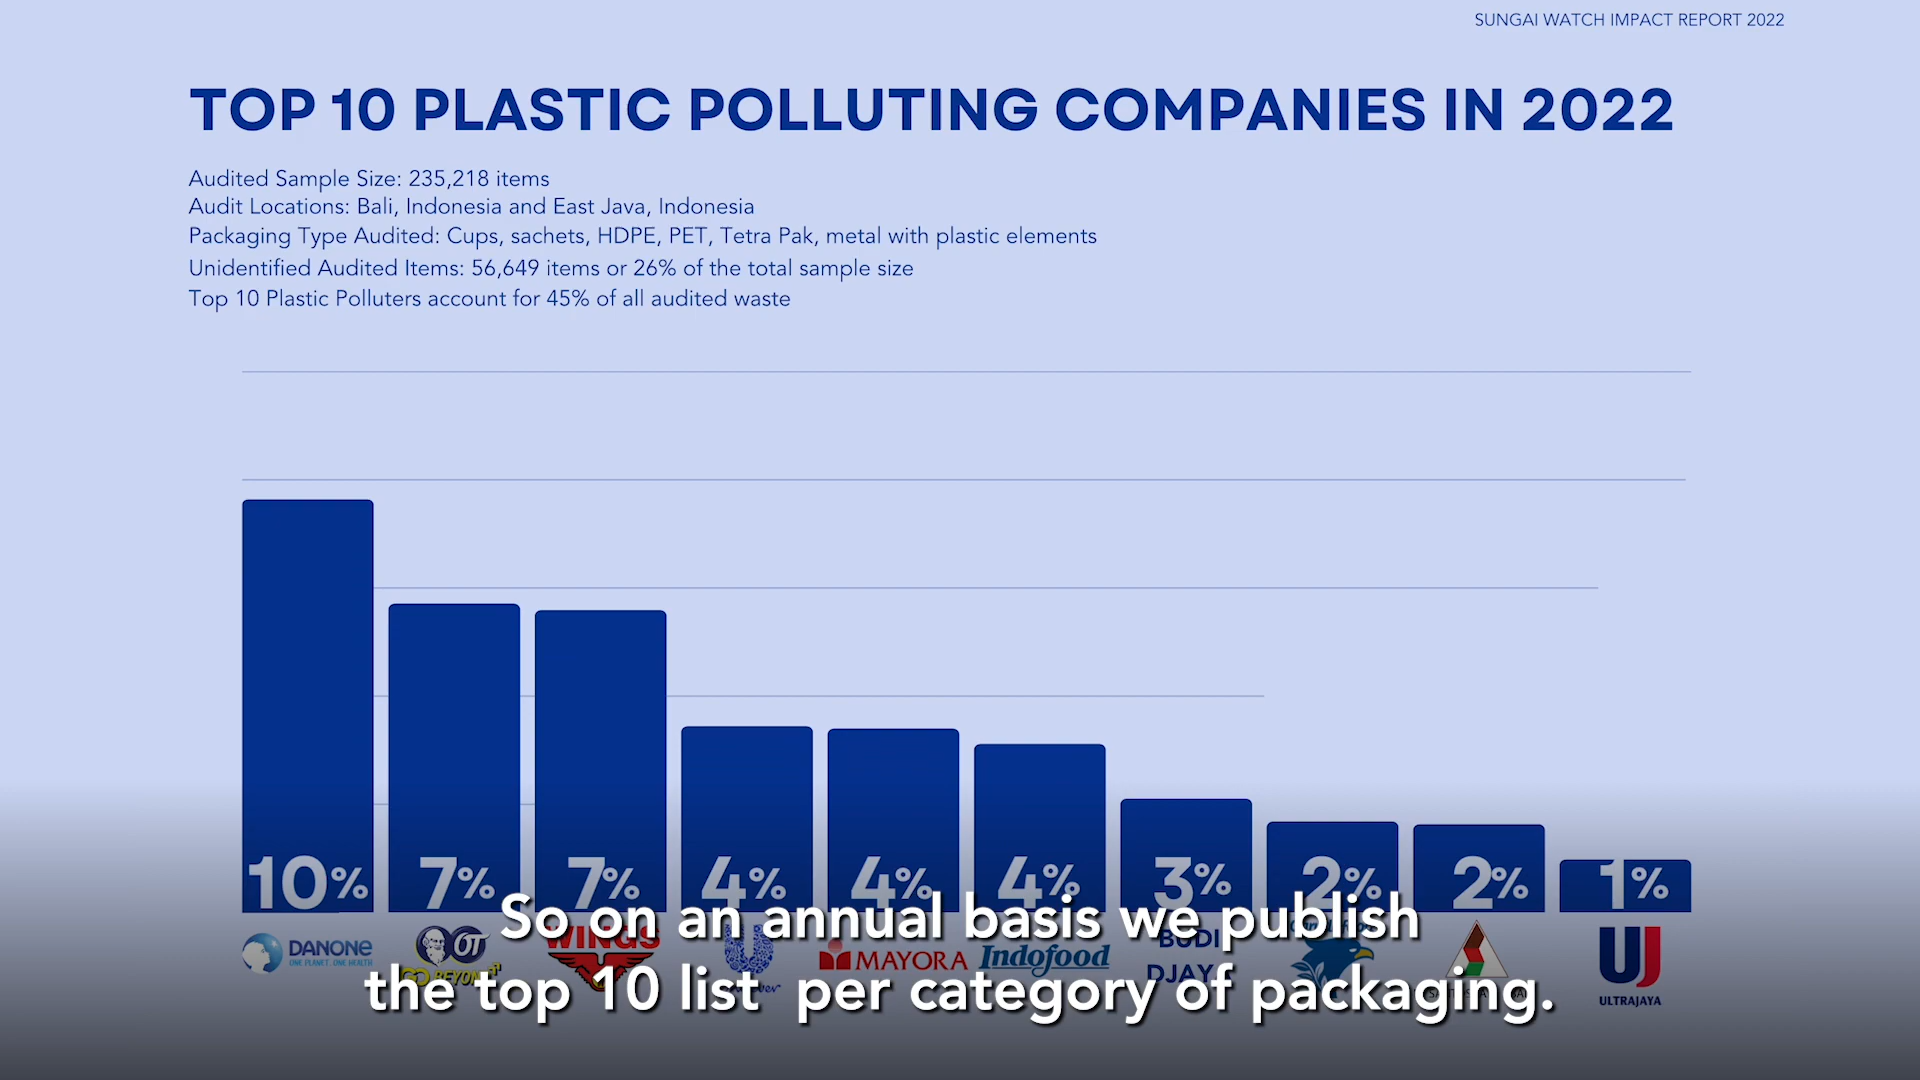 SUNGAI WATCH IMPACT REPORT 2022
TOP 10 PLASTIC POLLUTING COMPANIES IN 2022
Audited Sample Size: 235,218 items
Audit Locations: Bali, Indonesia and East Java, Indonesia
Packaging Type Audited: Cups, sachets, HDPE, PET, Tetra Pak, metal with plastic elements
Unidentified Audited Items: 56,649 items or 26% of the total sample size
Top 10 Plastic Polluters account for 45% of all audited waste
10% 7% 7% 4% 4% 4% 3% 2% 2% 1%
DANONE
ONE PLANET. ONE HEALTH
OT
GO BEYOND
WINGS
MAYORA
Indofood
BUDI
DJAYA
UJ
ULTRAJAYA
So on an annual basis we publish
the top 10 list per category of packaging.